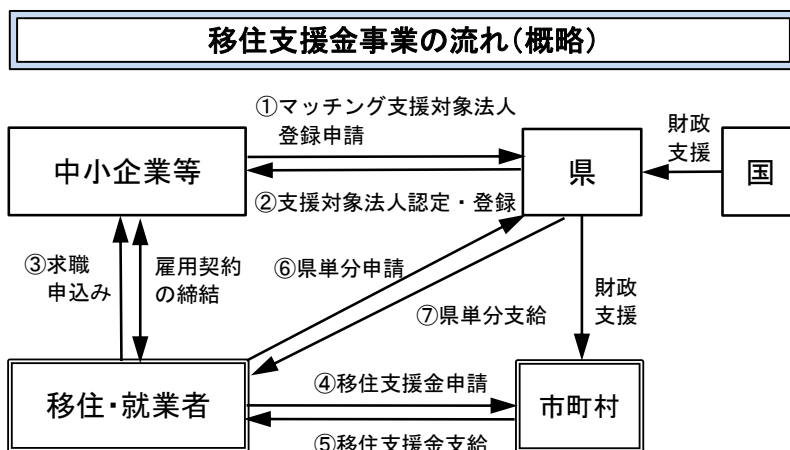 移住支援金事業の流れ(概略)
①マッチング支援対象法人
登録申請
財政
支援
中小企業等
県
国
②支援対象法人認定・登録
③求職
申込み
雇用契約
の締結
⑥県単分申請
⑦県単分支給
財政
支援
移住・就業者
④移住支援金申請
市町村
⑤移住支援金支給